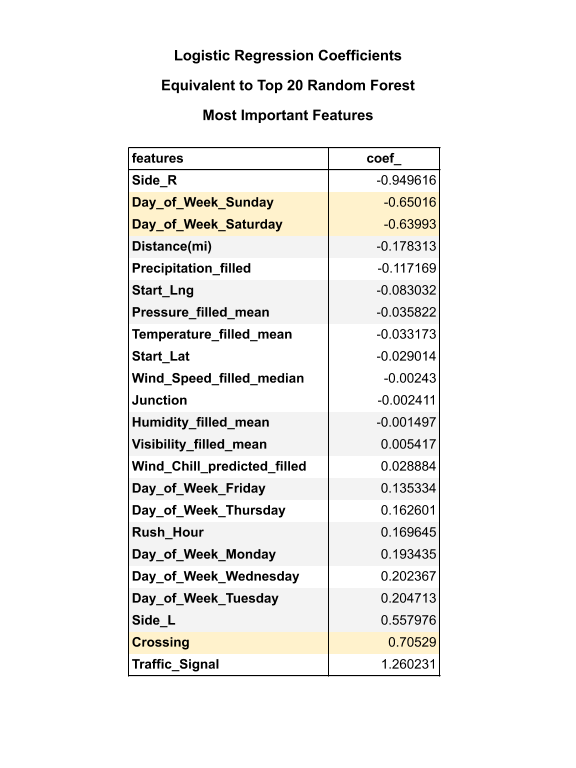 Logistic Regression Coefficients
Equivalent to Top 20 Random Forest
Most Important Features
features coef_
Side_R -0.949616
Day_of_Week_Sunday -0.65016
Day_of_Week_Saturday -0.63993
Distance(mi) -0.178313
Precipitation_filled -0.117169
Start_Lng -0.083032
Pressure_filled_mean -0.035822
Temperature_filled_mean -0.033173
Start_Lat -0.029014
Wind_Speed_filled_median -0.00243
Junction -0.002411
Humidity_filled_mean -0.001497
Visibility_filled_mean 0.005417
Wind_Chill_predicted_filled 0.028884
Day_of_Week_Friday 0.135334
Day_of_Week_Thursday 0.162601
Rush_Hour 0.169645
Day_of_Week_Monday 0.193435
Day_of_Week_Wednesday 0.202367
Day_of_Week_Tuesday 0.204713
Side_L 0.557976
Crossing 0.70529
Traffic_Signal 1.260231